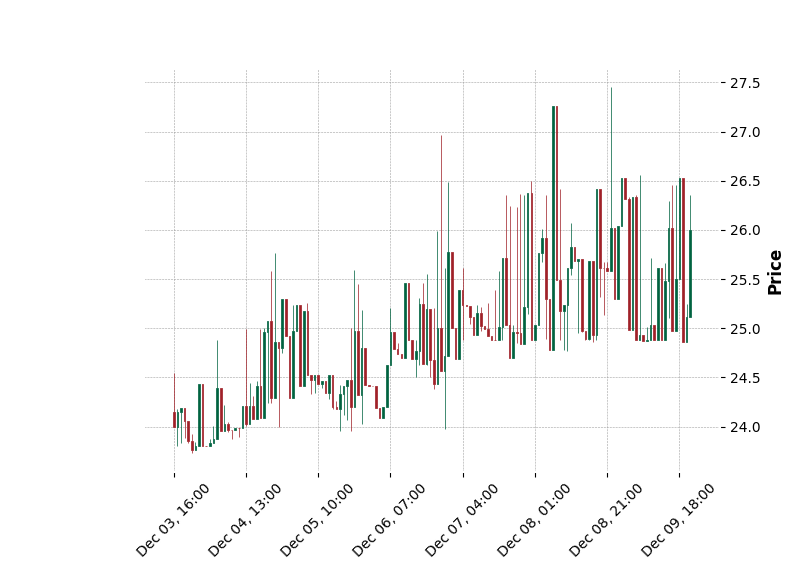 27.5
27.0
26.5
26.0
25.5
25.0
24.5
24.0
Price
Dec 03, 16:00
Dec 04, 13:00
Dec 05, 10:00
Dec 06, 07:00
Dec 07, 04:00
Dec 08, 01:00
Dec 08, 21:00
Dec 09, 18:00